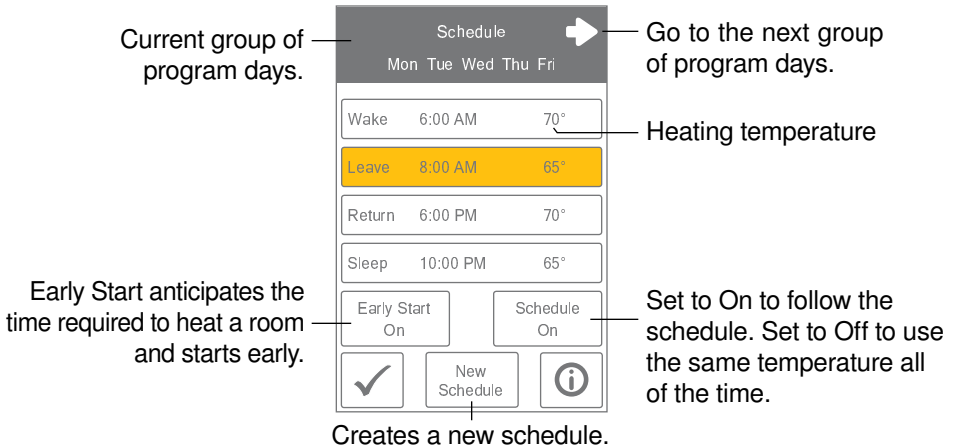 Current group of
program days.
Schedule
Mon Tue Wed Thu Fri
Go to the next group
of program days.
Wake 6:00 AM 70°
Heating temperature
Leave 8:00 AM 65°
Return 6:00 PM 70°
Sleep 10:00 PM 65°
Early Start anticipates the
time required to heat a room
and starts early.
Early Start
On
Schedule
On
Set to On to follow the
schedule. Set to Off to use
the same temperature all
of the time.
New
Schedule
Creates a new schedule.